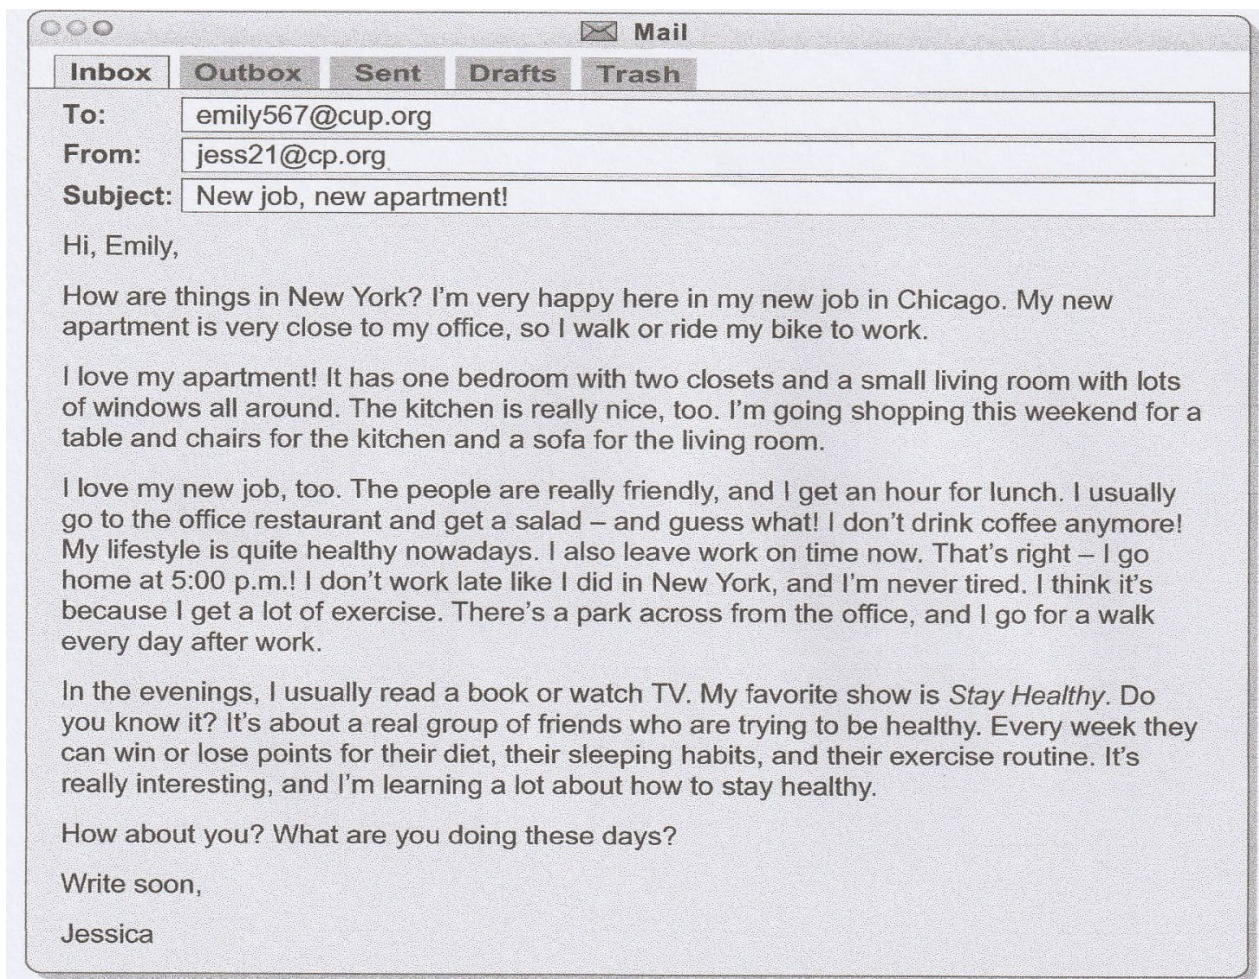 Mail
Inbox Outbox Sent Drafts Trash
To: emily567@cup.org
From: jess21@cp.org
Subject: New job, new apartment!
Hi, Emily,
How are things in New York? I'm very happy here in my new job in Chicago. My new
apartment is very close to my office, so I walk or ride my bike to work.
I love my apartment! It has one bedroom with two closets and a small living room with lots
of windows all around. The kitchen is really nice, too. I'm going shopping this weekend for a
table and chairs for the kitchen and a sofa for the living room.
I love my new job, too. The people are really friendly, and I get an hour for lunch. I usually
go to the office restaurant and get a salad – and guess what! I don't drink coffee anymore!
My lifestyle is quite healthy nowadays. I also leave work on time now. That's right – I go
home at 5:00 p.m.! I don't work late like I did in New York, and I'm never tired. I think it's
because I get a lot of exercise. There's a park across from the office, and I go for a walk
every day after work.
In the evenings, I usually read a book or watch TV. My favorite show is Stay Healthy. Do
you know it? It's about a real group of friends who are trying to be healthy. Every week they
can win or lose points for their diet, their sleeping habits, and their exercise routine. It's
really interesting, and I'm learning a lot about how to stay healthy.
How about you? What are you doing these days?
Write soon,
Jessica